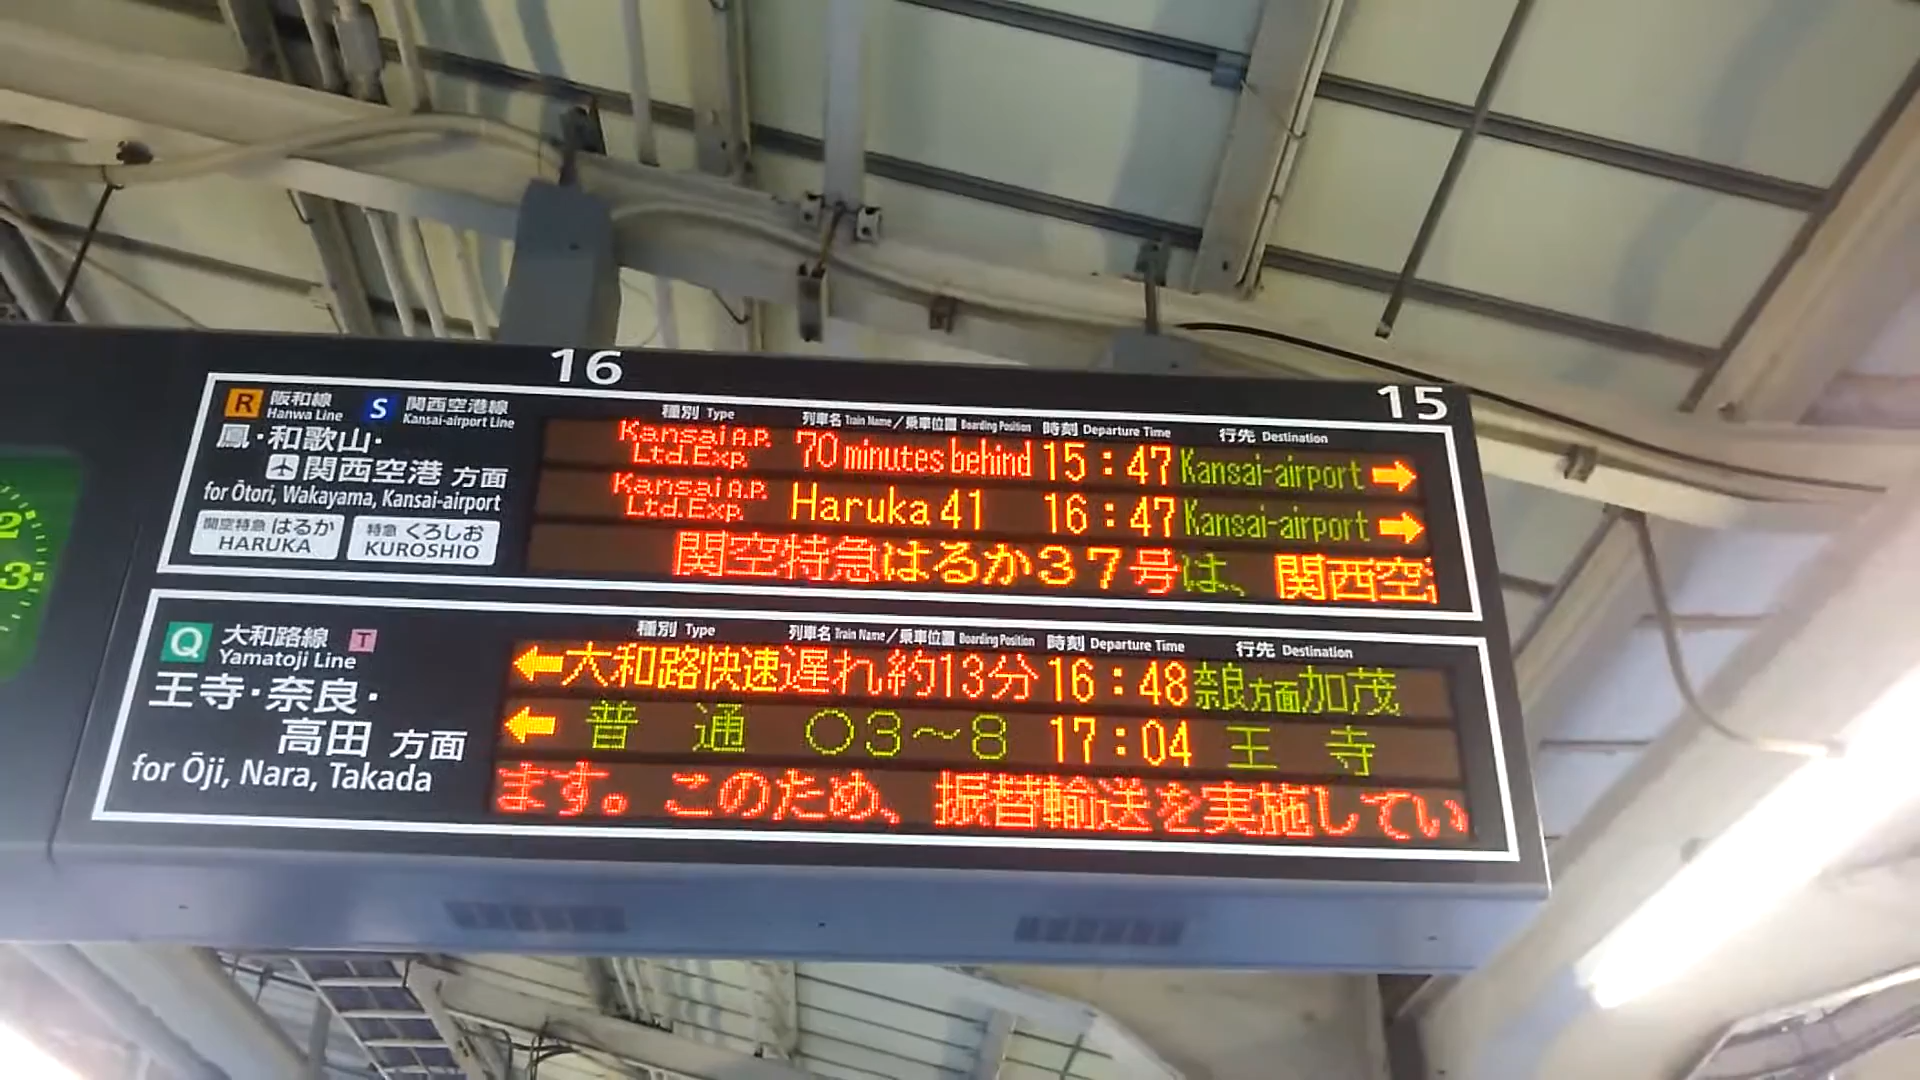 16
15
R 阪和線 S 関西空港線
Hanwa Line Kansai-airport Line
鳳・和歌山・
関西空港 方面
for Ōtori, Wakayama, Kansai-airport
関空特急 はるか 特急 くろしお
HARUKA KUROSHIO
種別 Type 列車名 Train Name／乗車位置 Boarding Position 時刻 Departure Time 行先 Destination
Kansai A.P. Ltd.Exp. 70 minutes behind 15:47 Kansai-airport →
Kansai A.P. Ltd.Exp. Haruka 41 16:47 Kansai-airport →
関空特急はるか37号は、関西空
Q 大和路線 T
Yamatoji Line
王寺・奈良・
高田 方面
for Ōji, Nara, Takada
種別 Type 列車名 Train Name／乗車位置 Boarding Position 時刻 Departure Time 行先 Destination
←大和路快速遅れ約13分 16:48 奈良方面加茂
←普 通 ○3～8 17:04 王 寺
ます。このため、振替輸送を実施してい
2
3